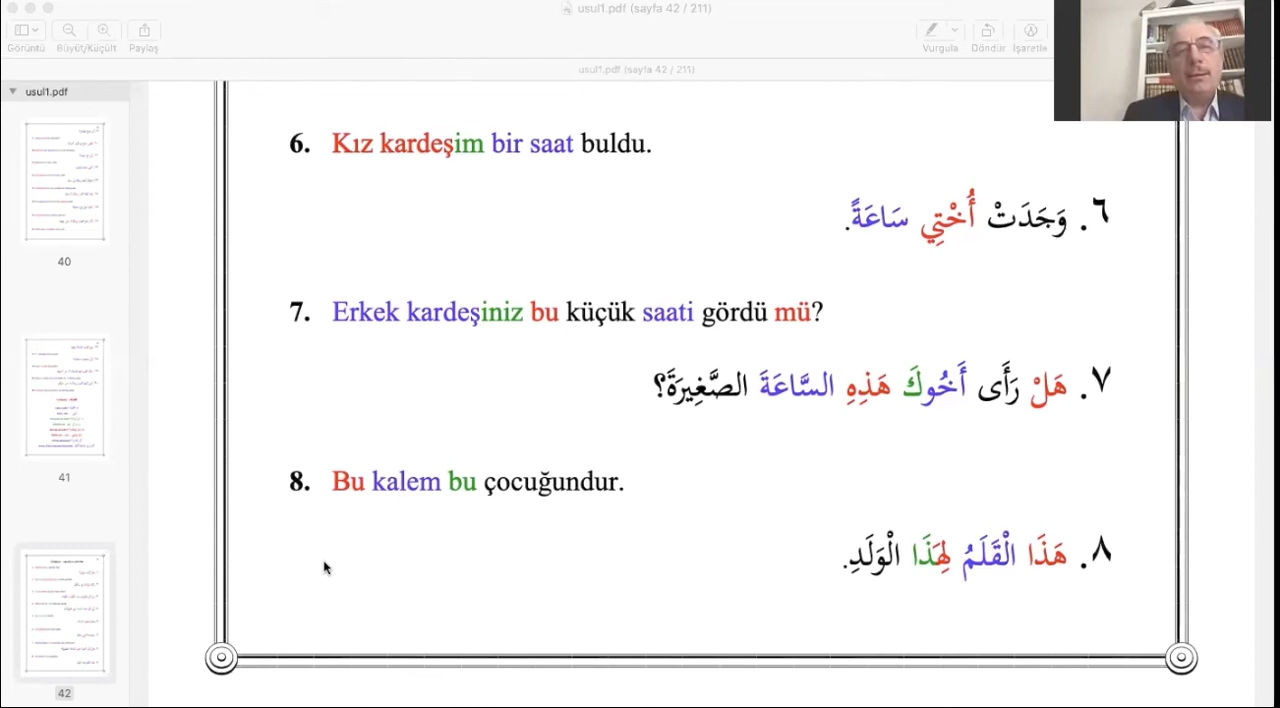 usul1.pdf (sayfa 42 / 211)
Görüntü Büyüt/Küçült Paylaş Vurgula Döndür İşaretle
usul1.pdf (sayfa 42 / 211)
usul1.pdf
40
41
42
6. Kız kardeşim bir saat buldu.
٦. وَجَدَتْ أُخْتِي سَاعَةً.
7. Erkek kardeşiniz bu küçük saati gördü mü?
٧. هَلْ رَأَى أَخُوكَ هَذِهِ السَّاعَةَ الصَّغِيرَةَ؟
8. Bu kalem bu çocuğundur.
٨. هَذَا الْقَلَمُ لِهَذَا الْوَلَدِ.